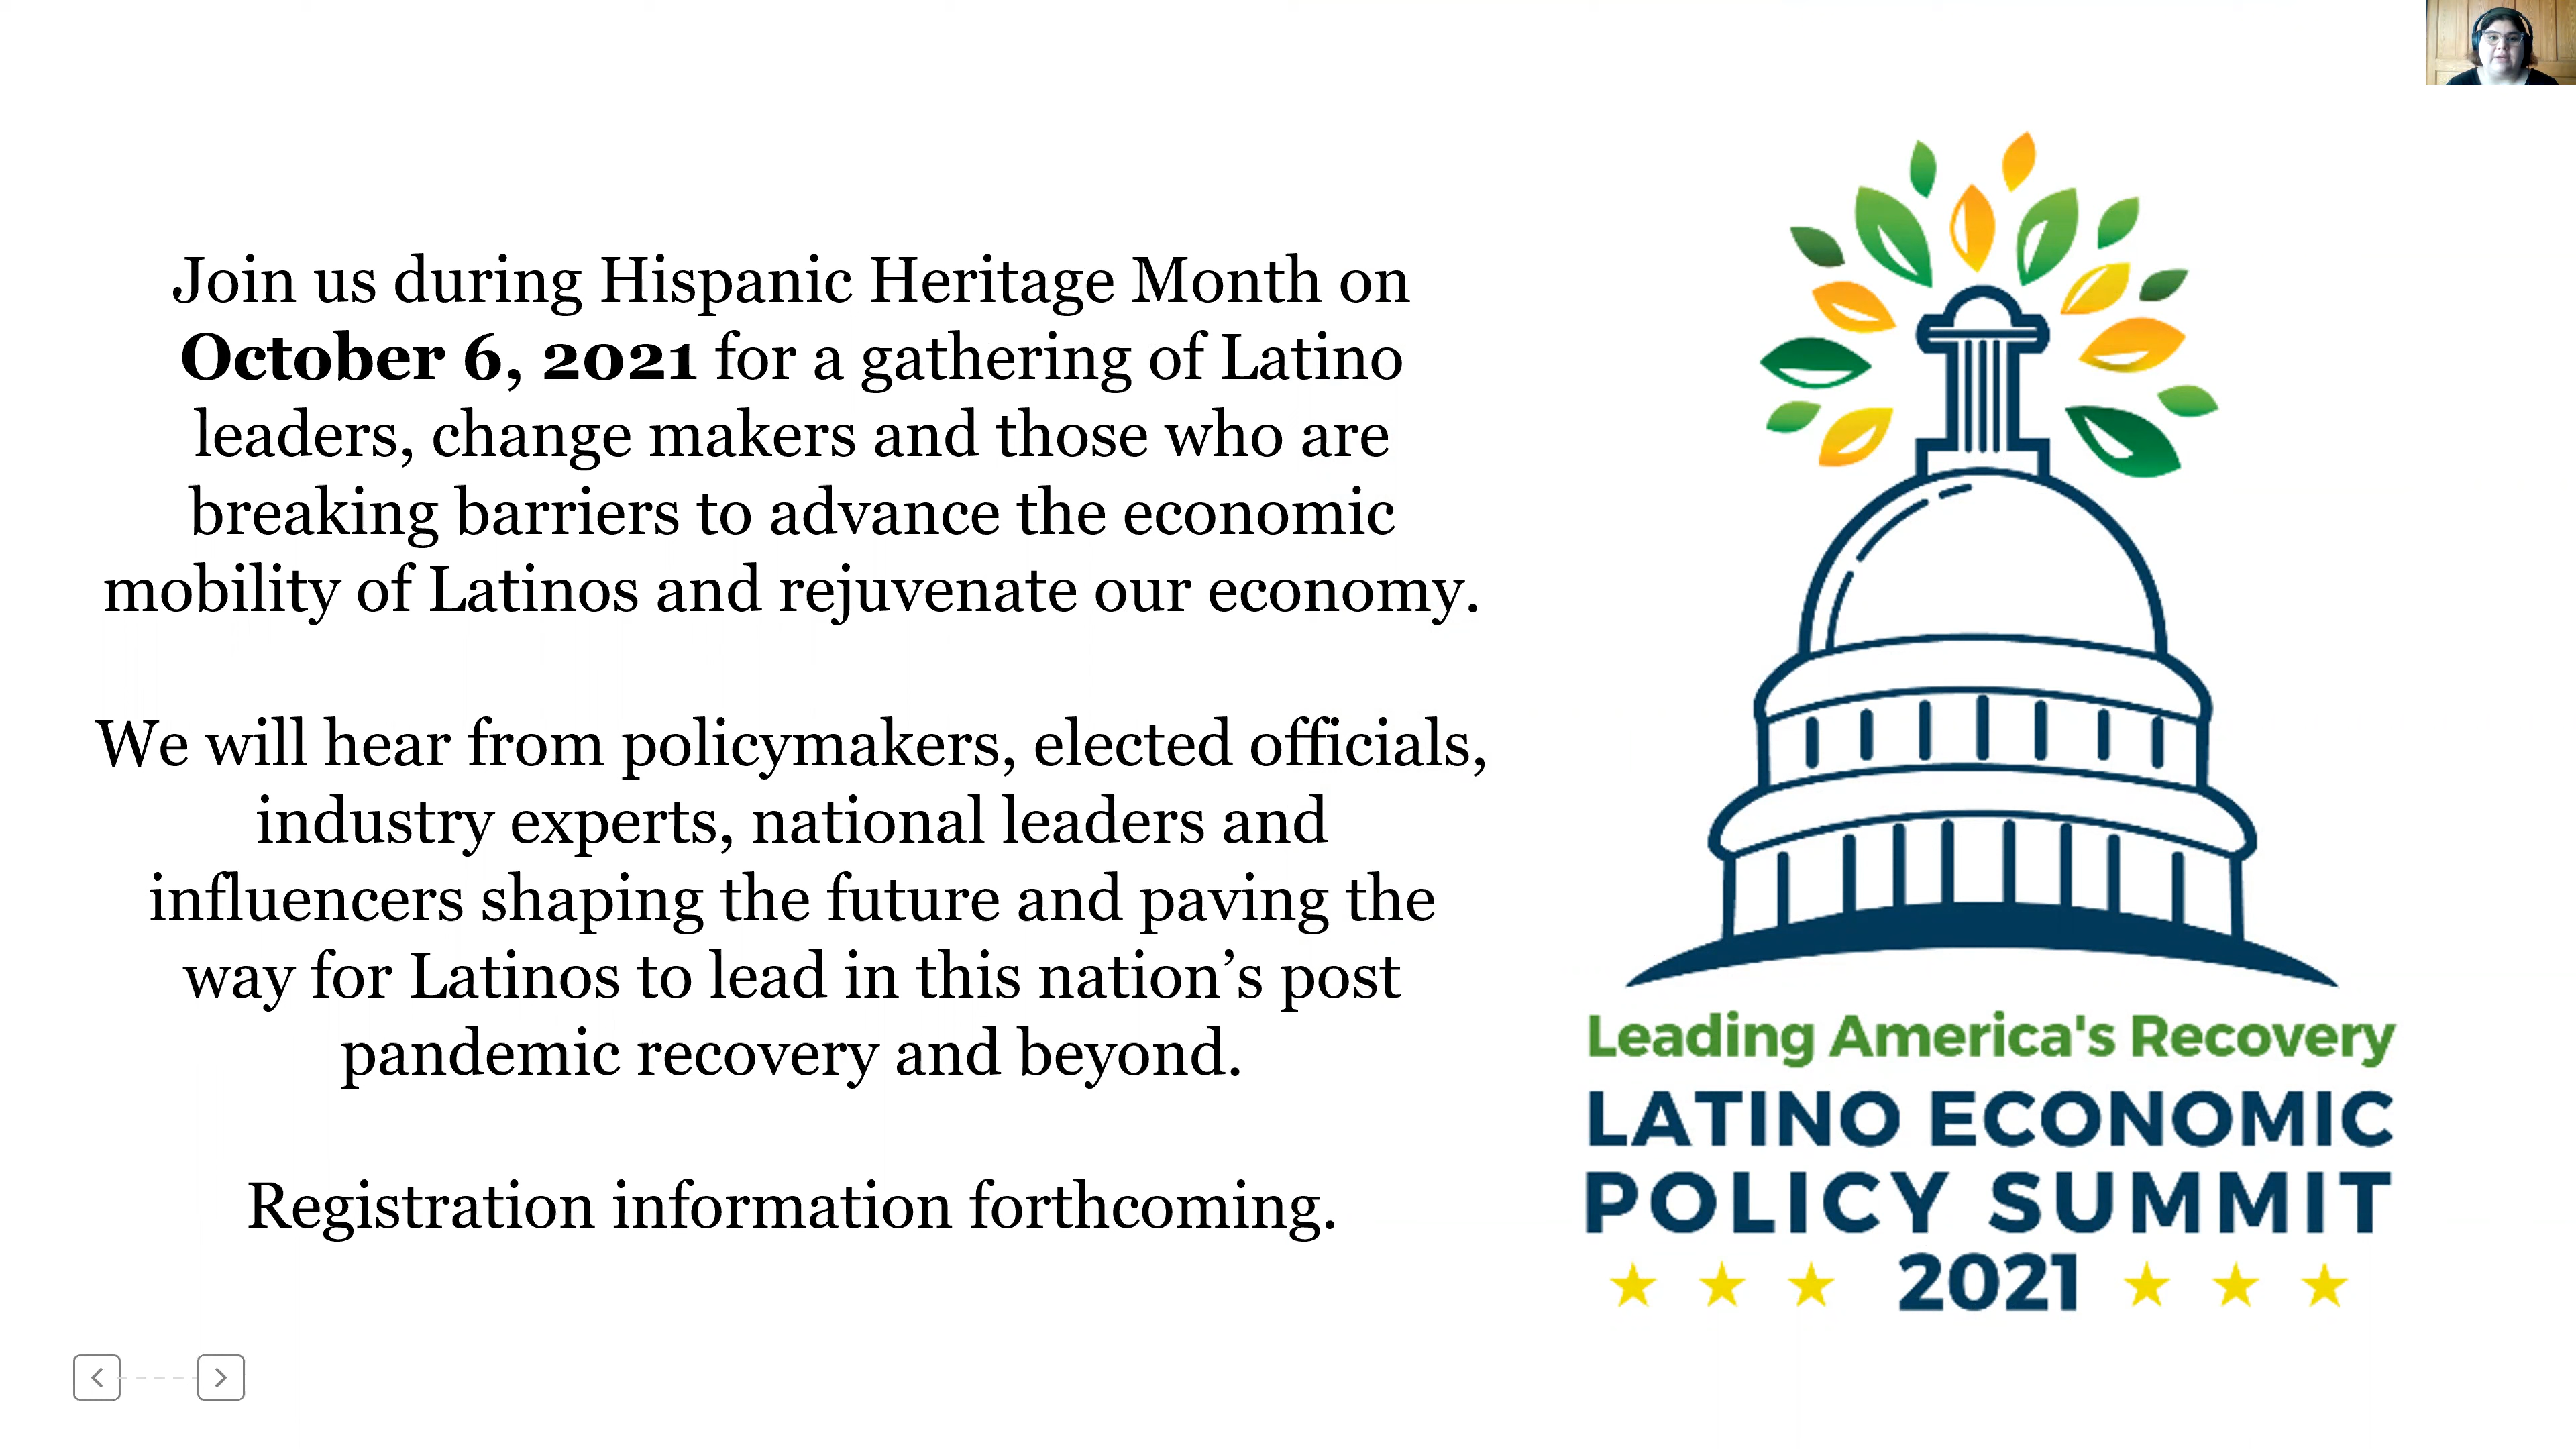 Join us during Hispanic Heritage Month on
October 6, 2021 for a gathering of Latino
leaders, change makers and those who are
breaking barriers to advance the economic
mobility of Latinos and rejuvenate our economy.
We will hear from policymakers, elected officials,
industry experts, national leaders and
influencers shaping the future and paving the
way for Latinos to lead in this nation’s post
pandemic recovery and beyond.
Registration information forthcoming.
Leading America's Recovery
LATINO ECONOMIC
POLICY SUMMIT
2021